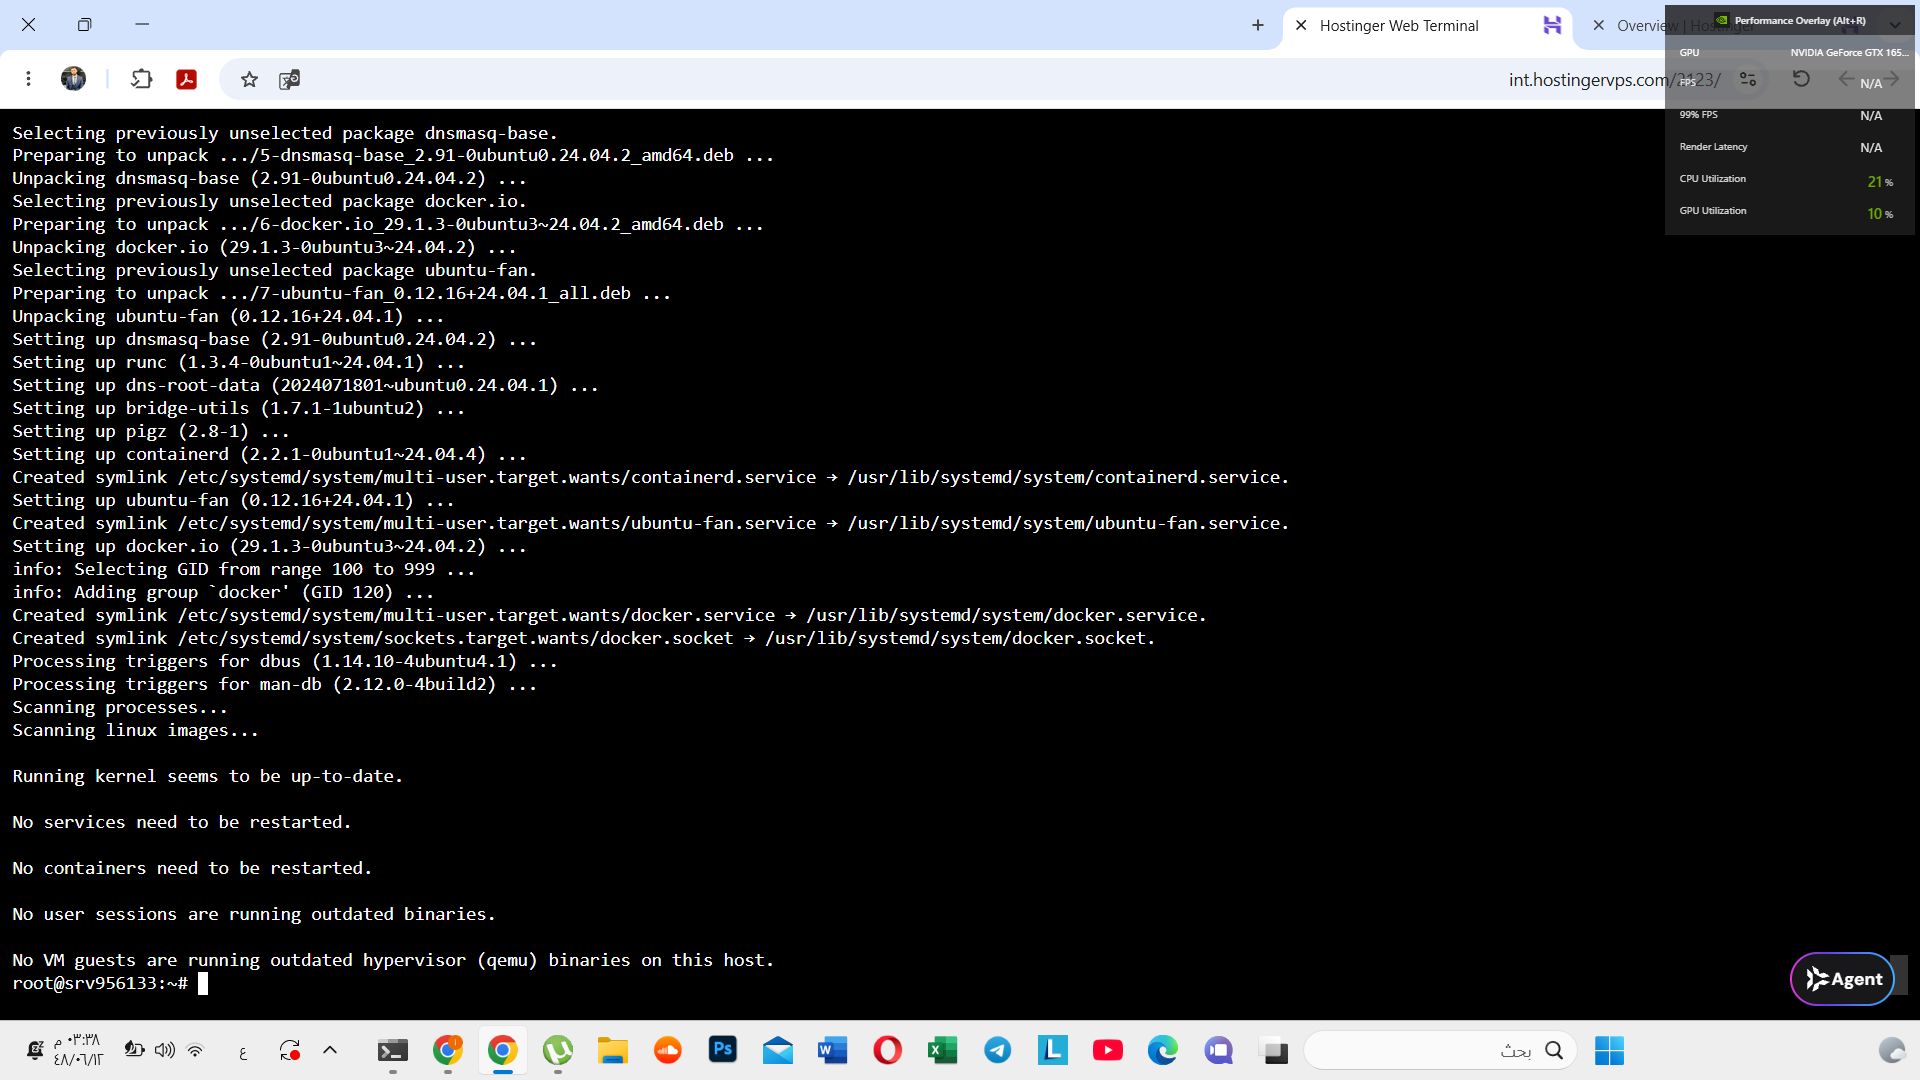 Hostinger Web Terminal
Overview | Hostinger
int.hostingervps.com/2123/
Performance Overlay (Alt+R)
GPU NVIDIA GeForce GTX 165...
FPS N/A
99% FPS N/A
Render Latency N/A
CPU Utilization 21 %
GPU Utilization 10 %
Selecting previously unselected package dnsmasq-base.
Preparing to unpack .../5-dnsmasq-base_2.91-0ubuntu0.24.04.2_amd64.deb ...
Unpacking dnsmasq-base (2.91-0ubuntu0.24.04.2) ...
Selecting previously unselected package docker.io.
Preparing to unpack .../6-docker.io_29.1.3-0ubuntu3~24.04.2_amd64.deb ...
Unpacking docker.io (29.1.3-0ubuntu3~24.04.2) ...
Selecting previously unselected package ubuntu-fan.
Preparing to unpack .../7-ubuntu-fan_0.12.16+24.04.1_all.deb ...
Unpacking ubuntu-fan (0.12.16+24.04.1) ...
Setting up dnsmasq-base (2.91-0ubuntu0.24.04.2) ...
Setting up runc (1.3.4-0ubuntu1~24.04.1) ...
Setting up dns-root-data (2024071801~ubuntu0.24.04.1) ...
Setting up bridge-utils (1.7.1-1ubuntu2) ...
Setting up pigz (2.8-1) ...
Setting up containerd (2.2.1-0ubuntu1~24.04.4) ...
Created symlink /etc/systemd/system/multi-user.target.wants/containerd.service → /usr/lib/systemd/system/containerd.service.
Setting up ubuntu-fan (0.12.16+24.04.1) ...
Created symlink /etc/systemd/system/multi-user.target.wants/ubuntu-fan.service → /usr/lib/systemd/system/ubuntu-fan.service.
Setting up docker.io (29.1.3-0ubuntu3~24.04.2) ...
info: Selecting GID from range 100 to 999 ...
info: Adding group `docker' (GID 120) ...
Created symlink /etc/systemd/system/multi-user.target.wants/docker.service → /usr/lib/systemd/system/docker.service.
Created symlink /etc/systemd/system/sockets.target.wants/docker.socket → /usr/lib/systemd/system/docker.socket.
Processing triggers for dbus (1.14.10-4ubuntu4.1) ...
Processing triggers for man-db (2.12.0-4build2) ...
Scanning processes...
Scanning linux images...
Running kernel seems to be up-to-date.
No services need to be restarted.
No containers need to be restarted.
No user sessions are running outdated binaries.
No VM guests are running outdated hypervisor (qemu) binaries on this host.
root@srv956133:~#
Agent
٠٣:٣٨ م
٤٨/٠٦/١٢
ع
Ps
بحث